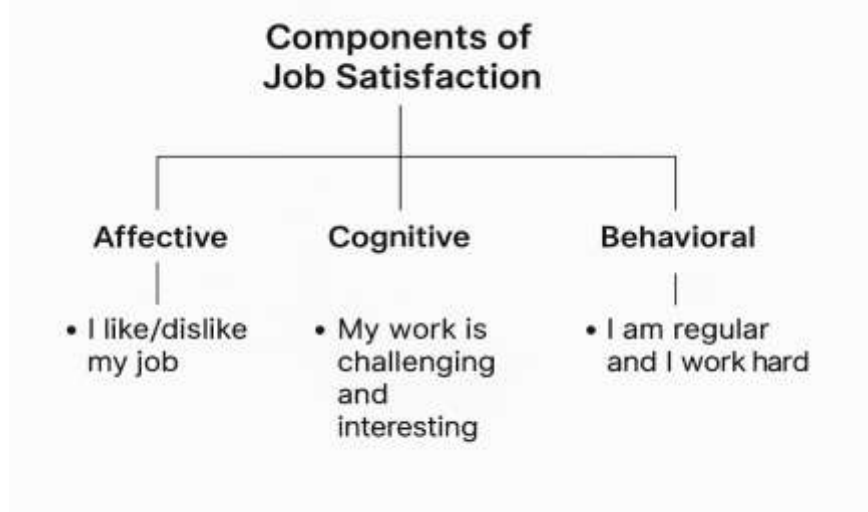 Components of
Job Satisfaction
Affective
Cognitive
Behavioral
• I like/dislike
my job
• My work is
challenging
and
interesting
• I am regular
and I work hard